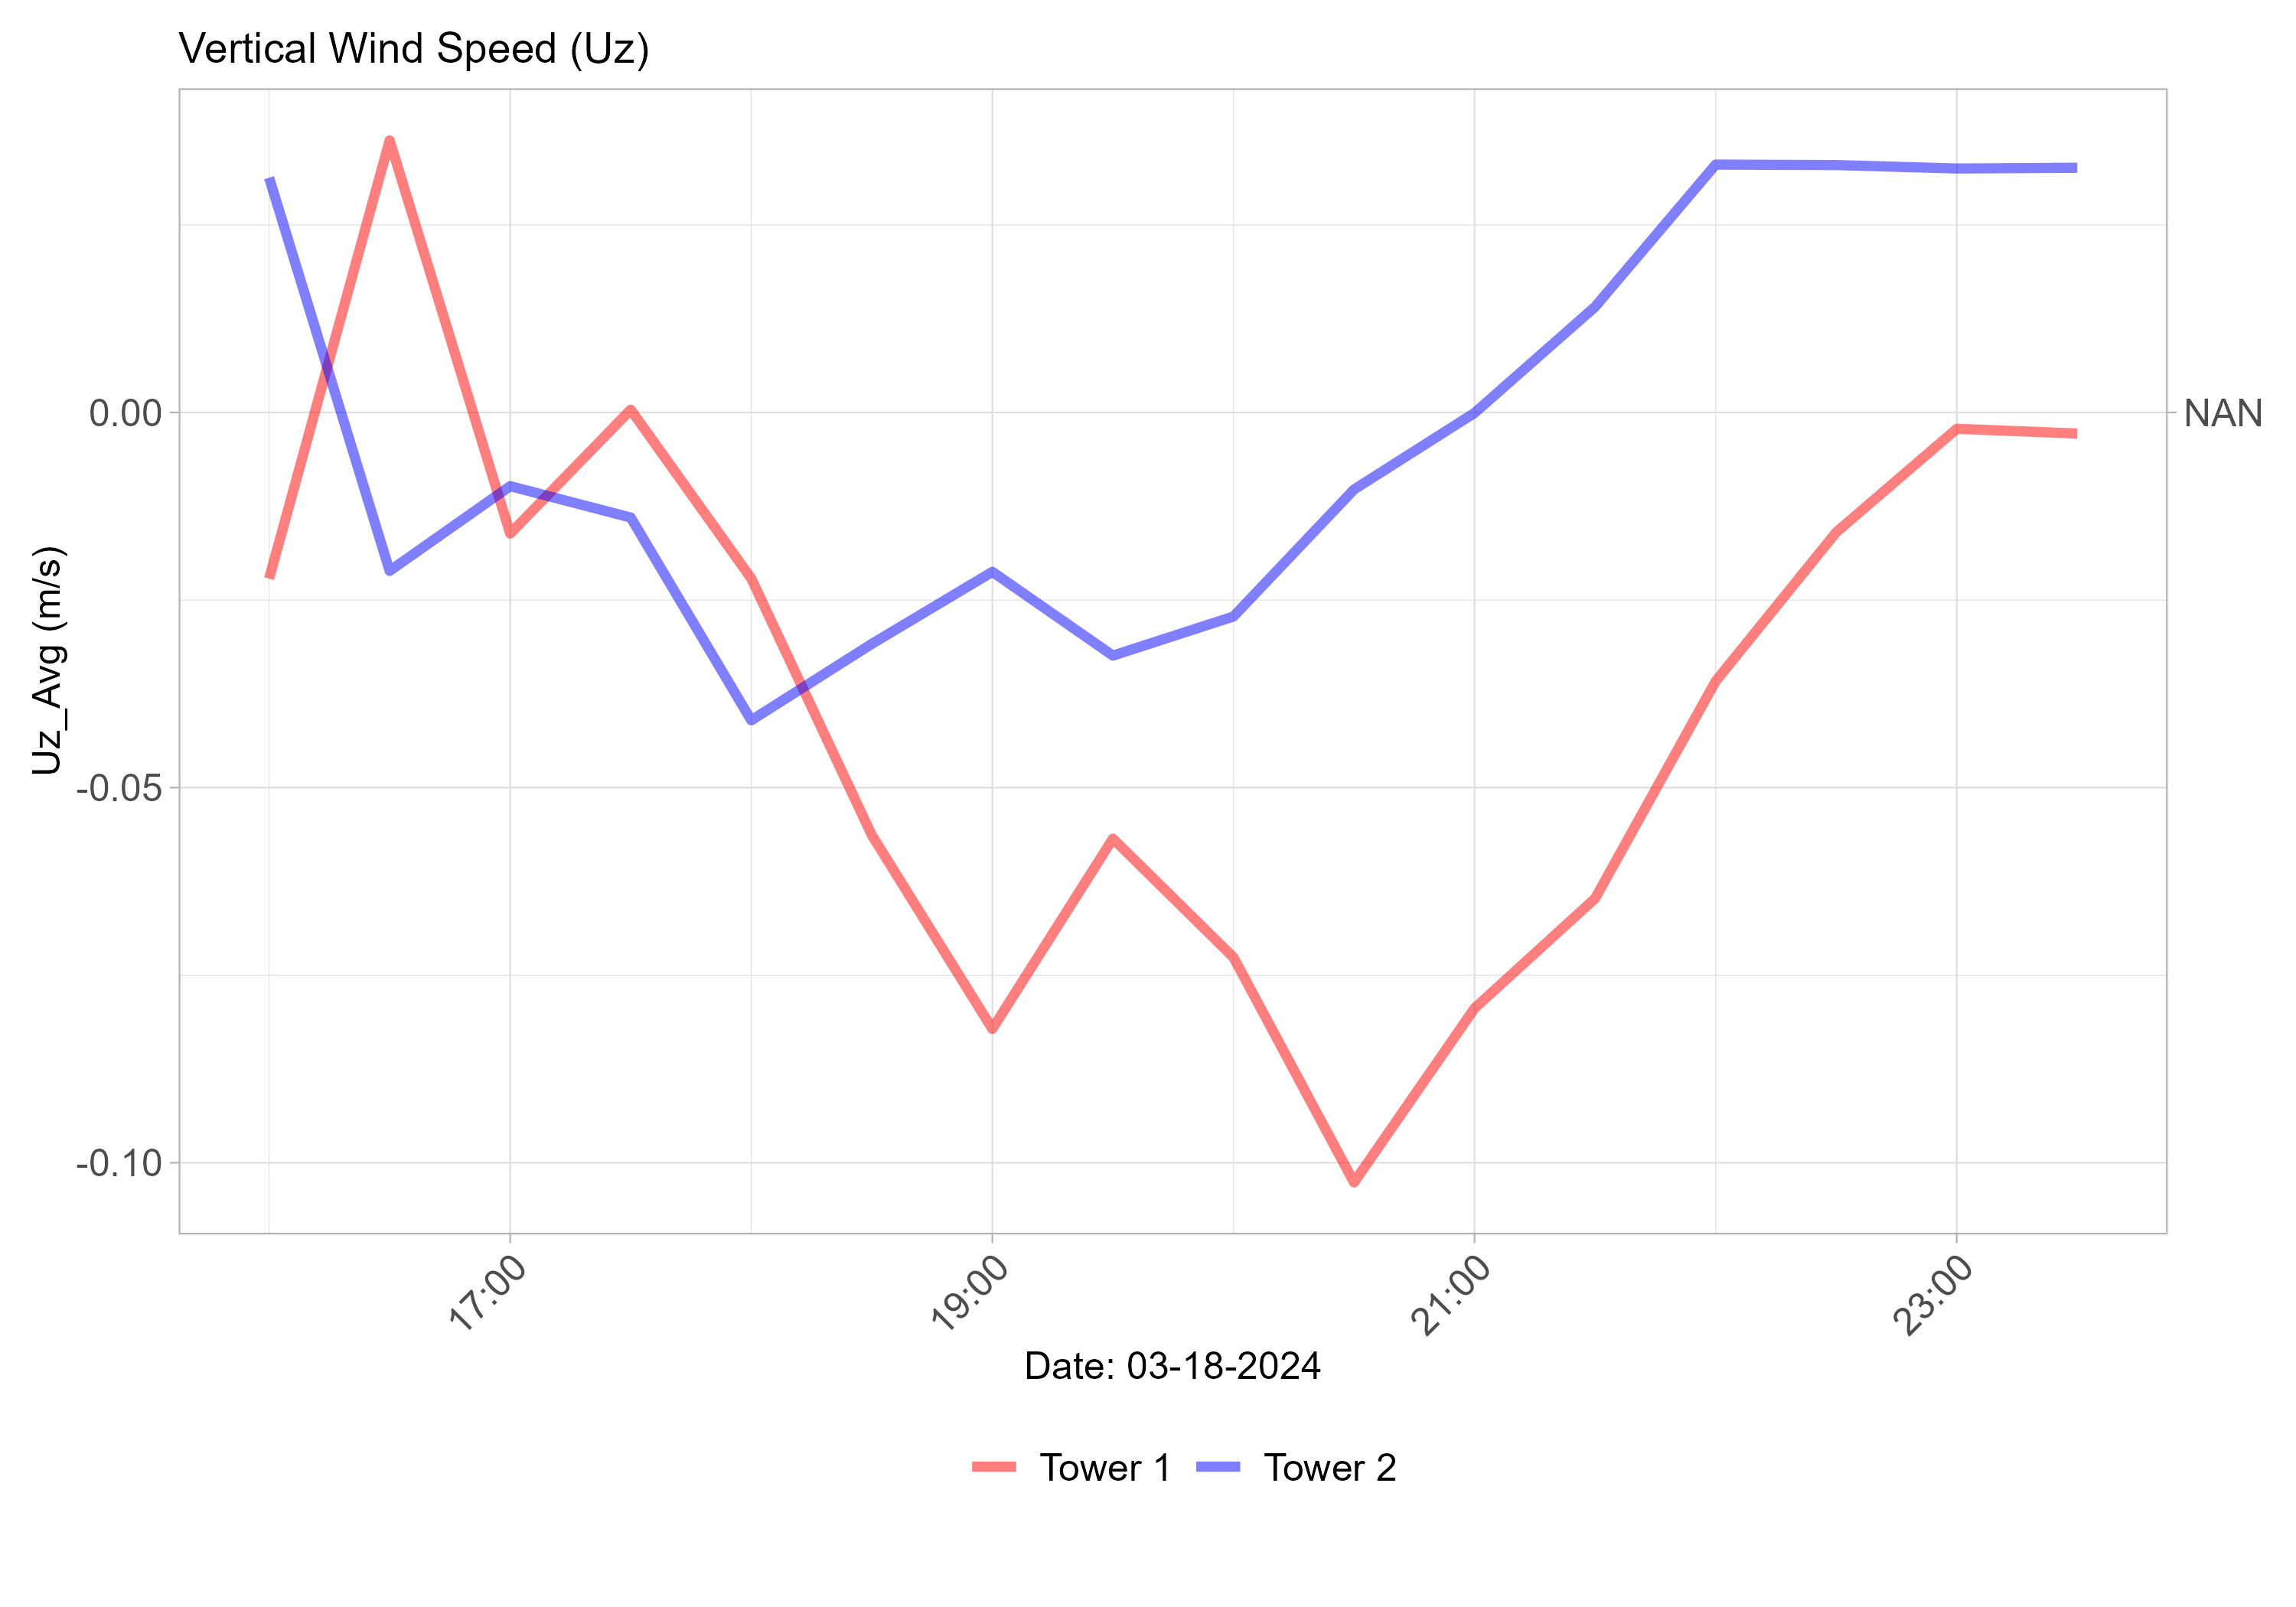 Vertical Wind Speed (Uz)
Uz_Avg (m/s)
0.00
-0.05
-0.10
NAN
17:00
19:00
21:00
23:00
Date: 03-18-2024
Tower 1
Tower 2